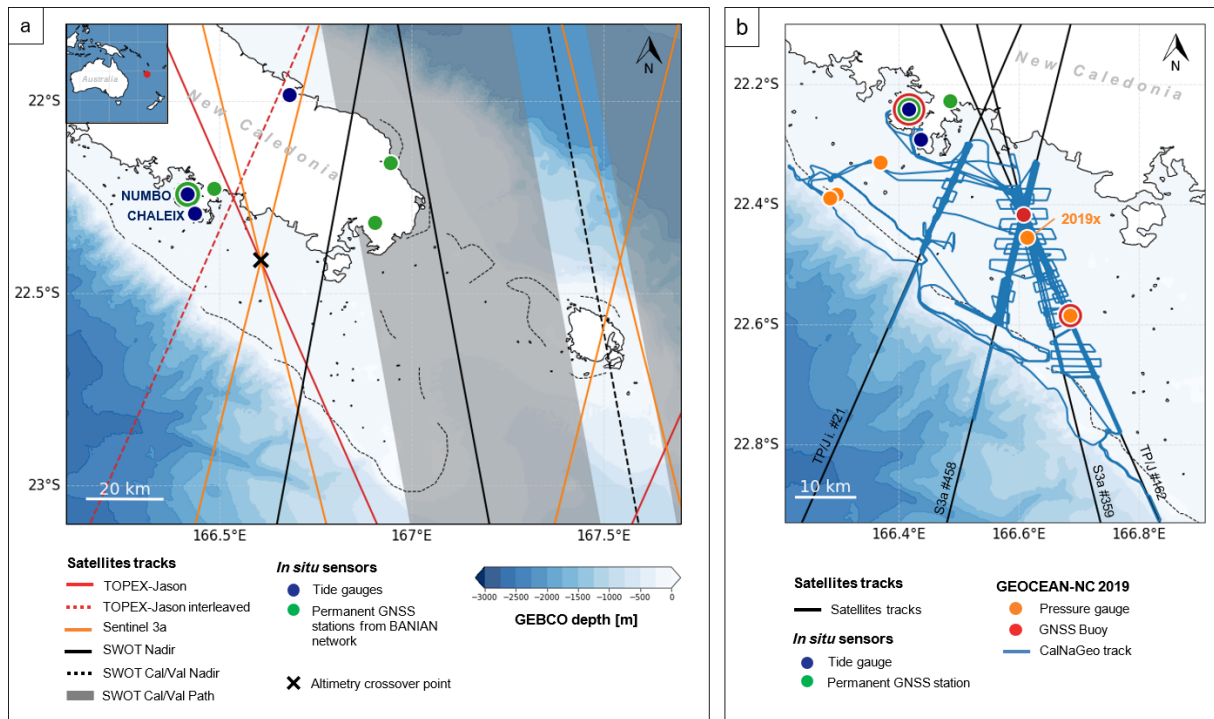 a
Australia
N
New Caledonia
22°S
NUMBO
CHALEIX
22.5°S
23°S
20 km
166.5°E
167°E
167.5°E
Satellites tracks
TOPEX-Jason
TOPEX-Jason interleaved
Sentinel 3a
SWOT Nadir
SWOT Cal/Val Nadir
SWOT Cal/Val Path
In situ sensors
Tide gauges
Permanent GNSS
stations from BANIAN
network
Altimetry crossover point
−3000 −2500 −2000 −1500 −1000 −500 0
GEBCO depth [m]
b
N
New Caledonia
22.2°S
22.4°S
2019x
22.6°S
22.8°S
TP/J i. #21
S3a #458
S3a #359
TP/J #162
10 km
166.4°E
166.6°E
166.8°E
Satellites tracks
Satellites tracks
In situ sensors
Tide gauge
Permanent GNSS station
GEOCEAN-NC 2019
Pressure gauge
GNSS Buoy
CalNaGeo track